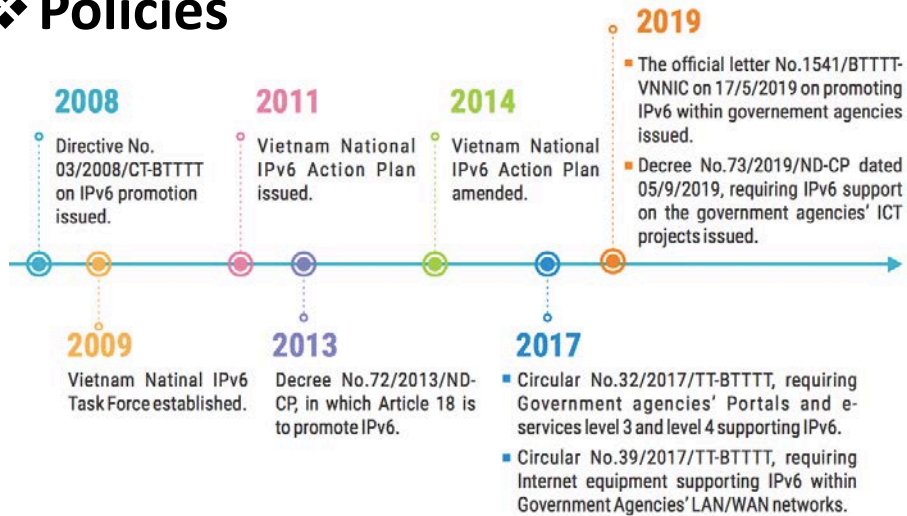 ❖ Policies
2008
Directive No.
03/2008/CT-BTTTT
on IPv6 promotion
issued.
2011
Vietnam National
IPv6 Action Plan
issued.
2014
Vietnam National
IPv6 Action Plan
amended.
2019
■ The official letter No.1541/BTTTT-
VNNIC on 17/5/2019 on promoting
IPv6 within governement agencies
issued.
■ Decree No.73/2019/ND-CP dated
05/9/2019, requiring IPv6 support
on the government agencies' ICT
projects issued.
2009
Vietnam Natinal IPv6
Task Force established.
2013
Decree No.72/2013/ND-
CP, in which Article 18 is
to promote IPv6.
2017
■ Circular No.32/2017/TT-BTTTT, requiring
Government agencies' Portals and e-
services level 3 and level 4 supporting IPv6.
■ Circular No.39/2017/TT-BTTTT, requiring
Internet equipment supporting IPv6 within
Government Agencies' LAN/WAN networks.